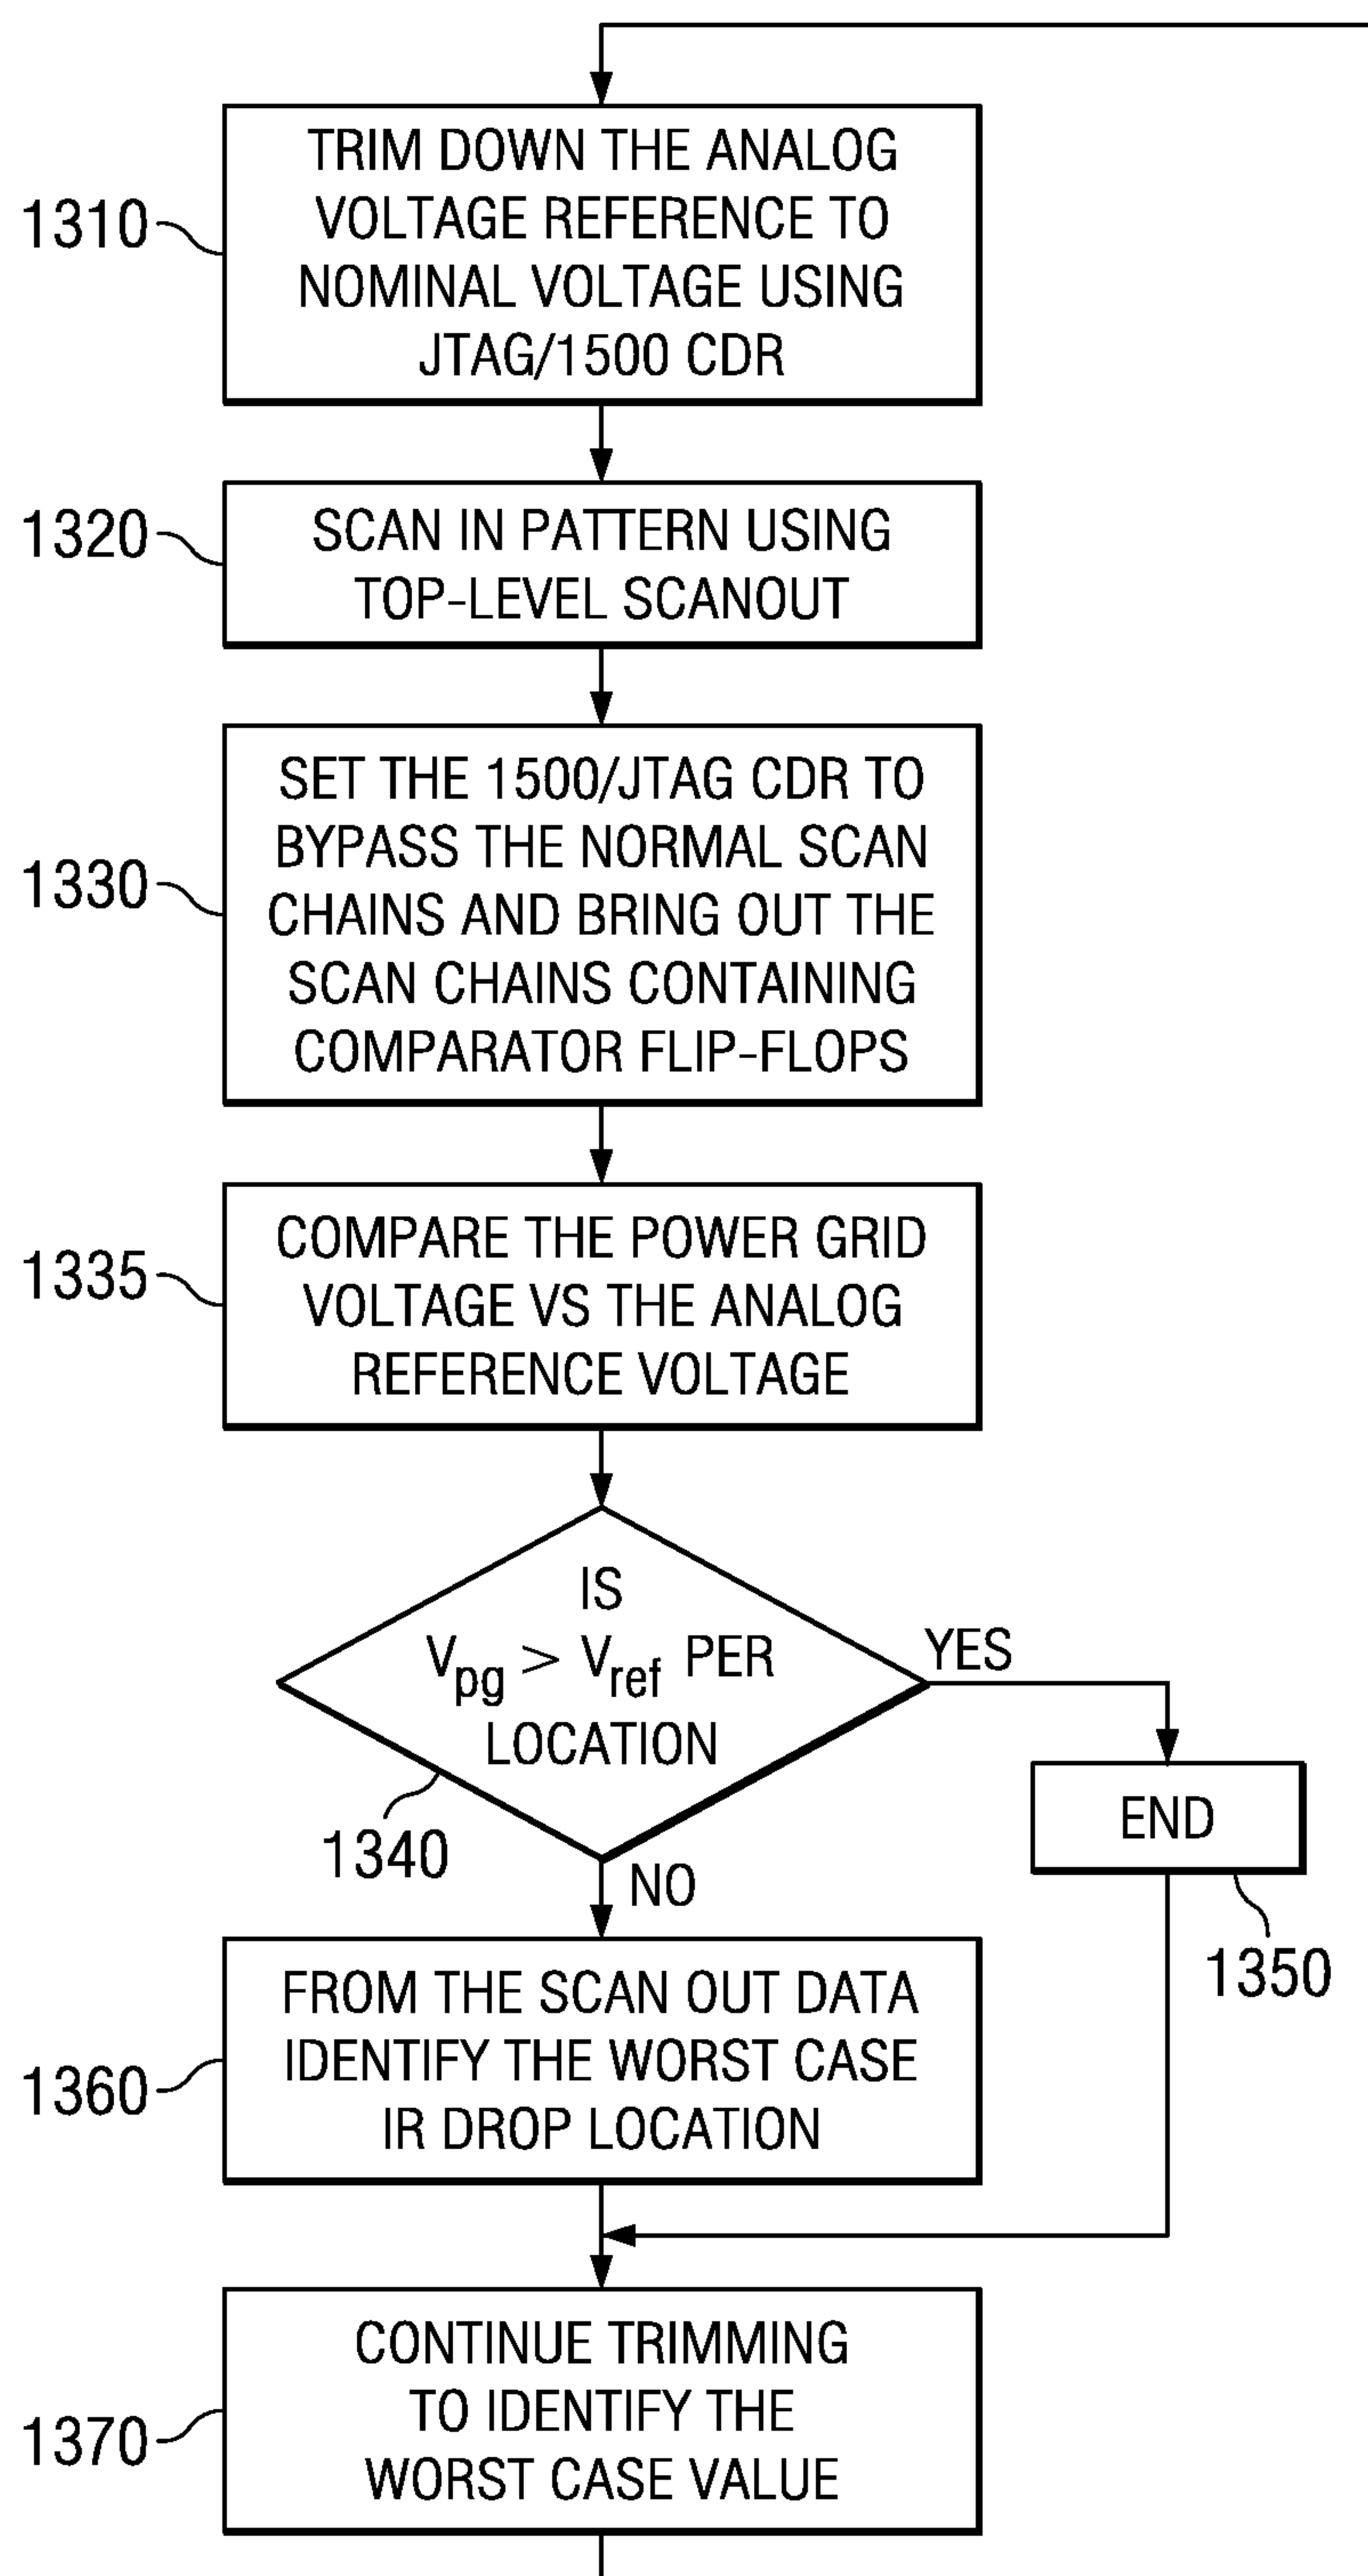 1310
TRIM DOWN THE ANALOG
VOLTAGE REFERENCE TO
NOMINAL VOLTAGE USING
JTAG/1500 CDR
1320
SCAN IN PATTERN USING
TOP-LEVEL SCANOUT
1330
SET THE 1500/JTAG CDR TO
BYPASS THE NORMAL SCAN
CHAINS AND BRING OUT THE
SCAN CHAINS CONTAINING
COMPARATOR FLIP-FLOPS
1335
COMPARE THE POWER GRID
VOLTAGE VS THE ANALOG
REFERENCE VOLTAGE
IS
Vpg > Vref PER
LOCATION
1340
YES
END
1350
NO
1360
FROM THE SCAN OUT DATA
IDENTIFY THE WORST CASE
IR DROP LOCATION
1370
CONTINUE TRIMMING
TO IDENTIFY THE
WORST CASE VALUE